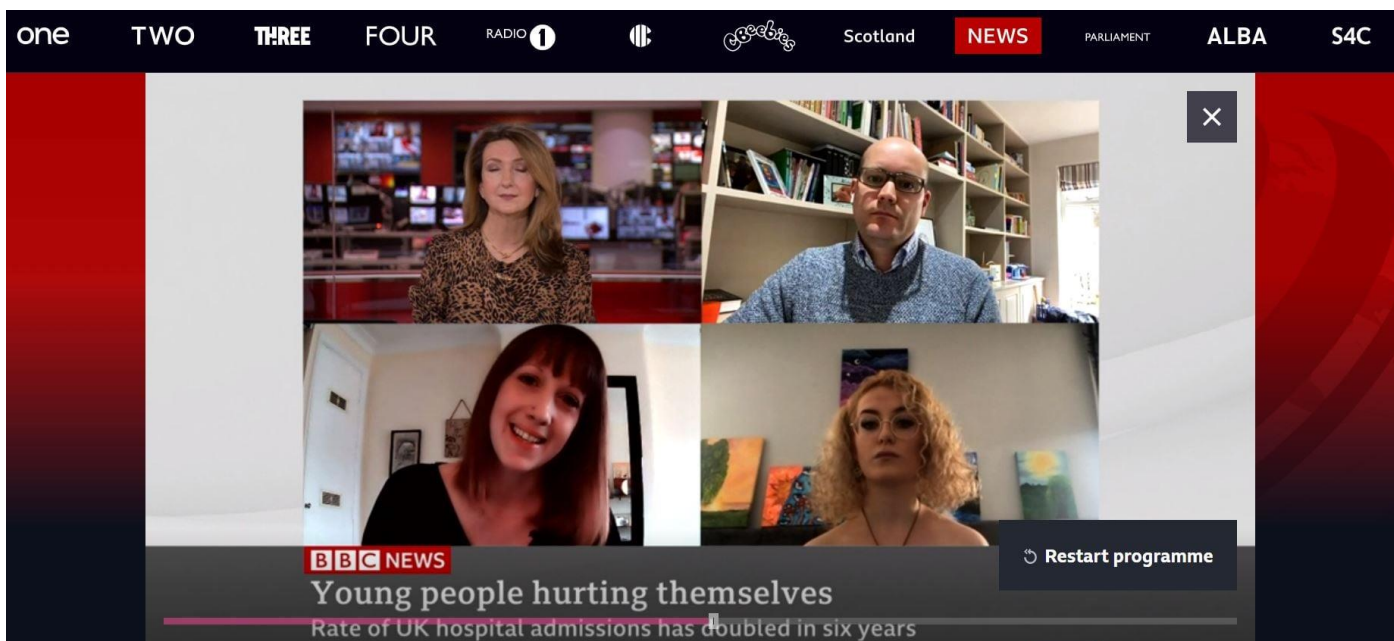 one TWO THREE FOUR RADIO 1 CBeebies Scotland NEWS PARLIAMENT ALBA S4C
Restart programme
BBC NEWS
Young people hurting themselves
Rate of UK hospital admissions has doubled in six years